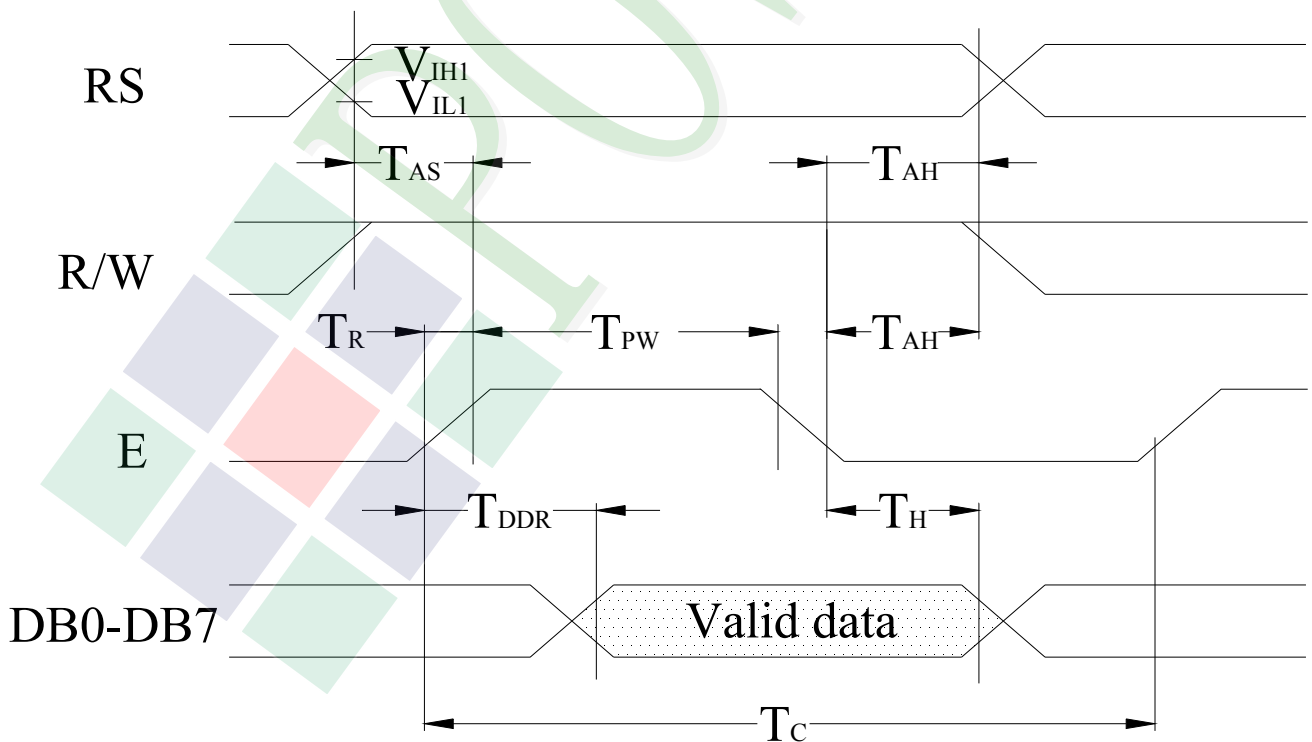 RS
VIH1
VIL1
TAS
TAH
R/W
TR
TPW
TAH
E
TDDR
TH
DB0-DB7
Valid data
TC